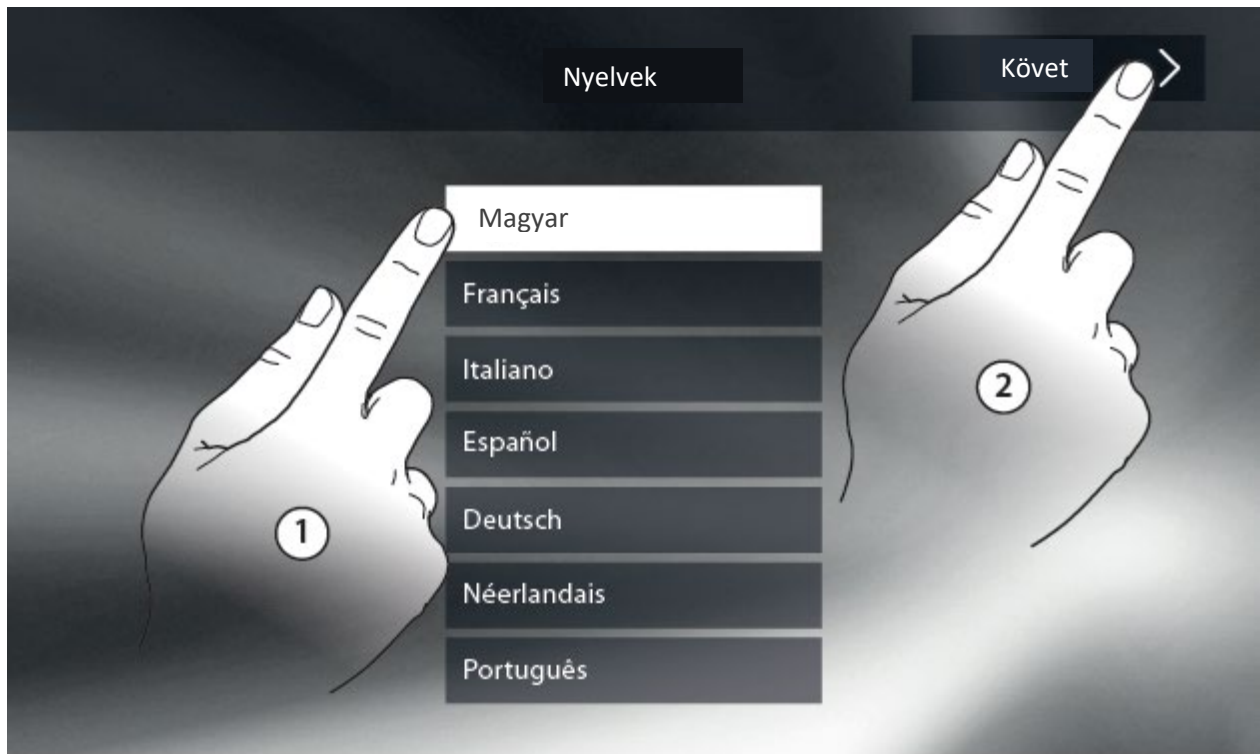 Nyelvek
Követ
Magyar
Français
Italiano
Español
Deutsch
Néerlandais
Português
1
2